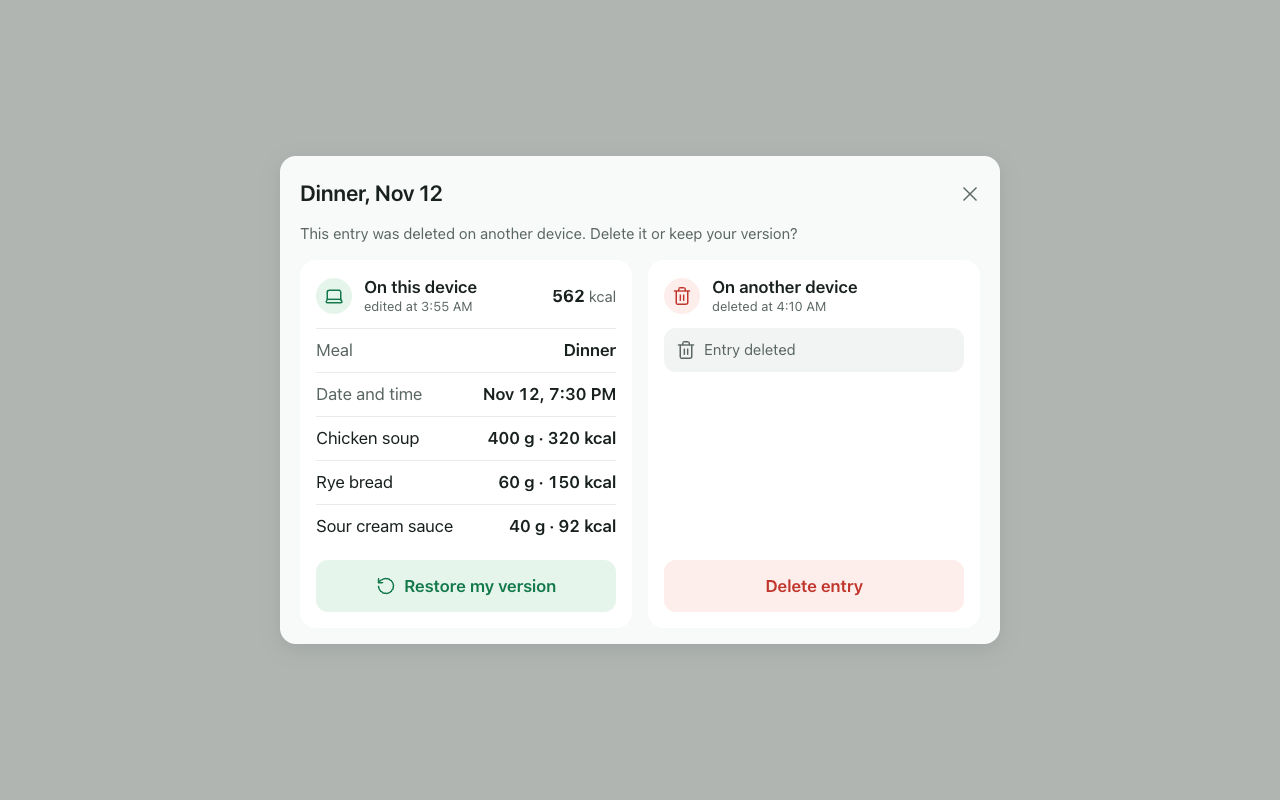 Dinner, Nov 12
This entry was deleted on another device. Delete it or keep your version?
On this device
edited at 3:55 AM
562 kcal
Meal Dinner
Date and time Nov 12, 7:30 PM
Chicken soup 400 g · 320 kcal
Rye bread 60 g · 150 kcal
Sour cream sauce 40 g · 92 kcal
Restore my version
On another device
deleted at 4:10 AM
Entry deleted
Delete entry